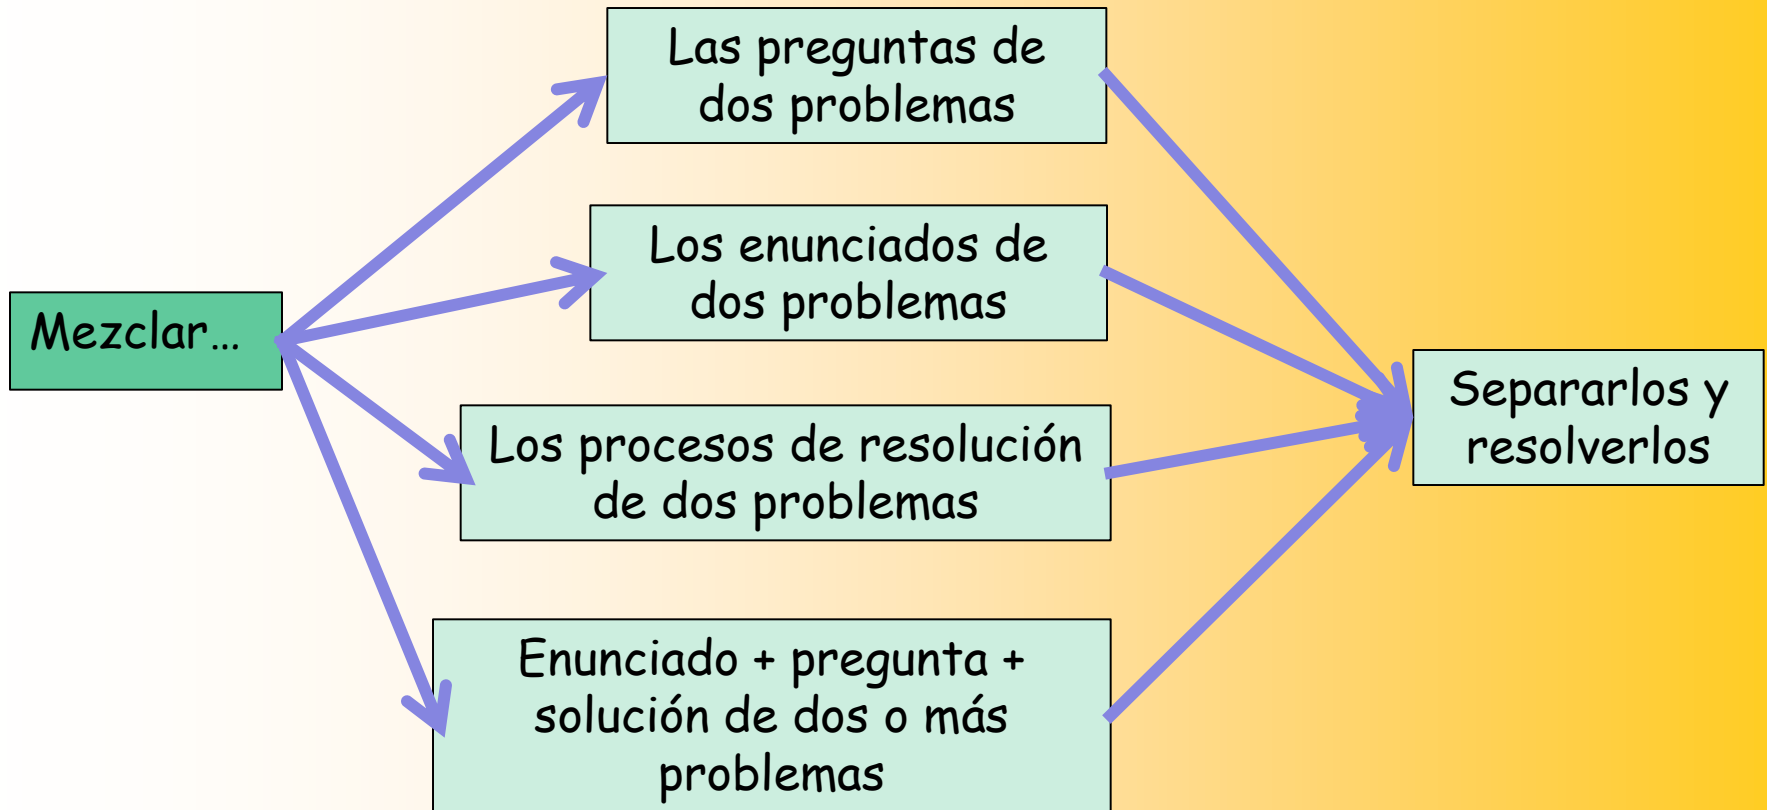 Las preguntas de
dos problemas
Los enunciados de
dos problemas
Mezclar…
Separarlos y
resolverlos
Los procesos de resolución
de dos problemas
Enunciado + pregunta +
solución de dos o más
problemas